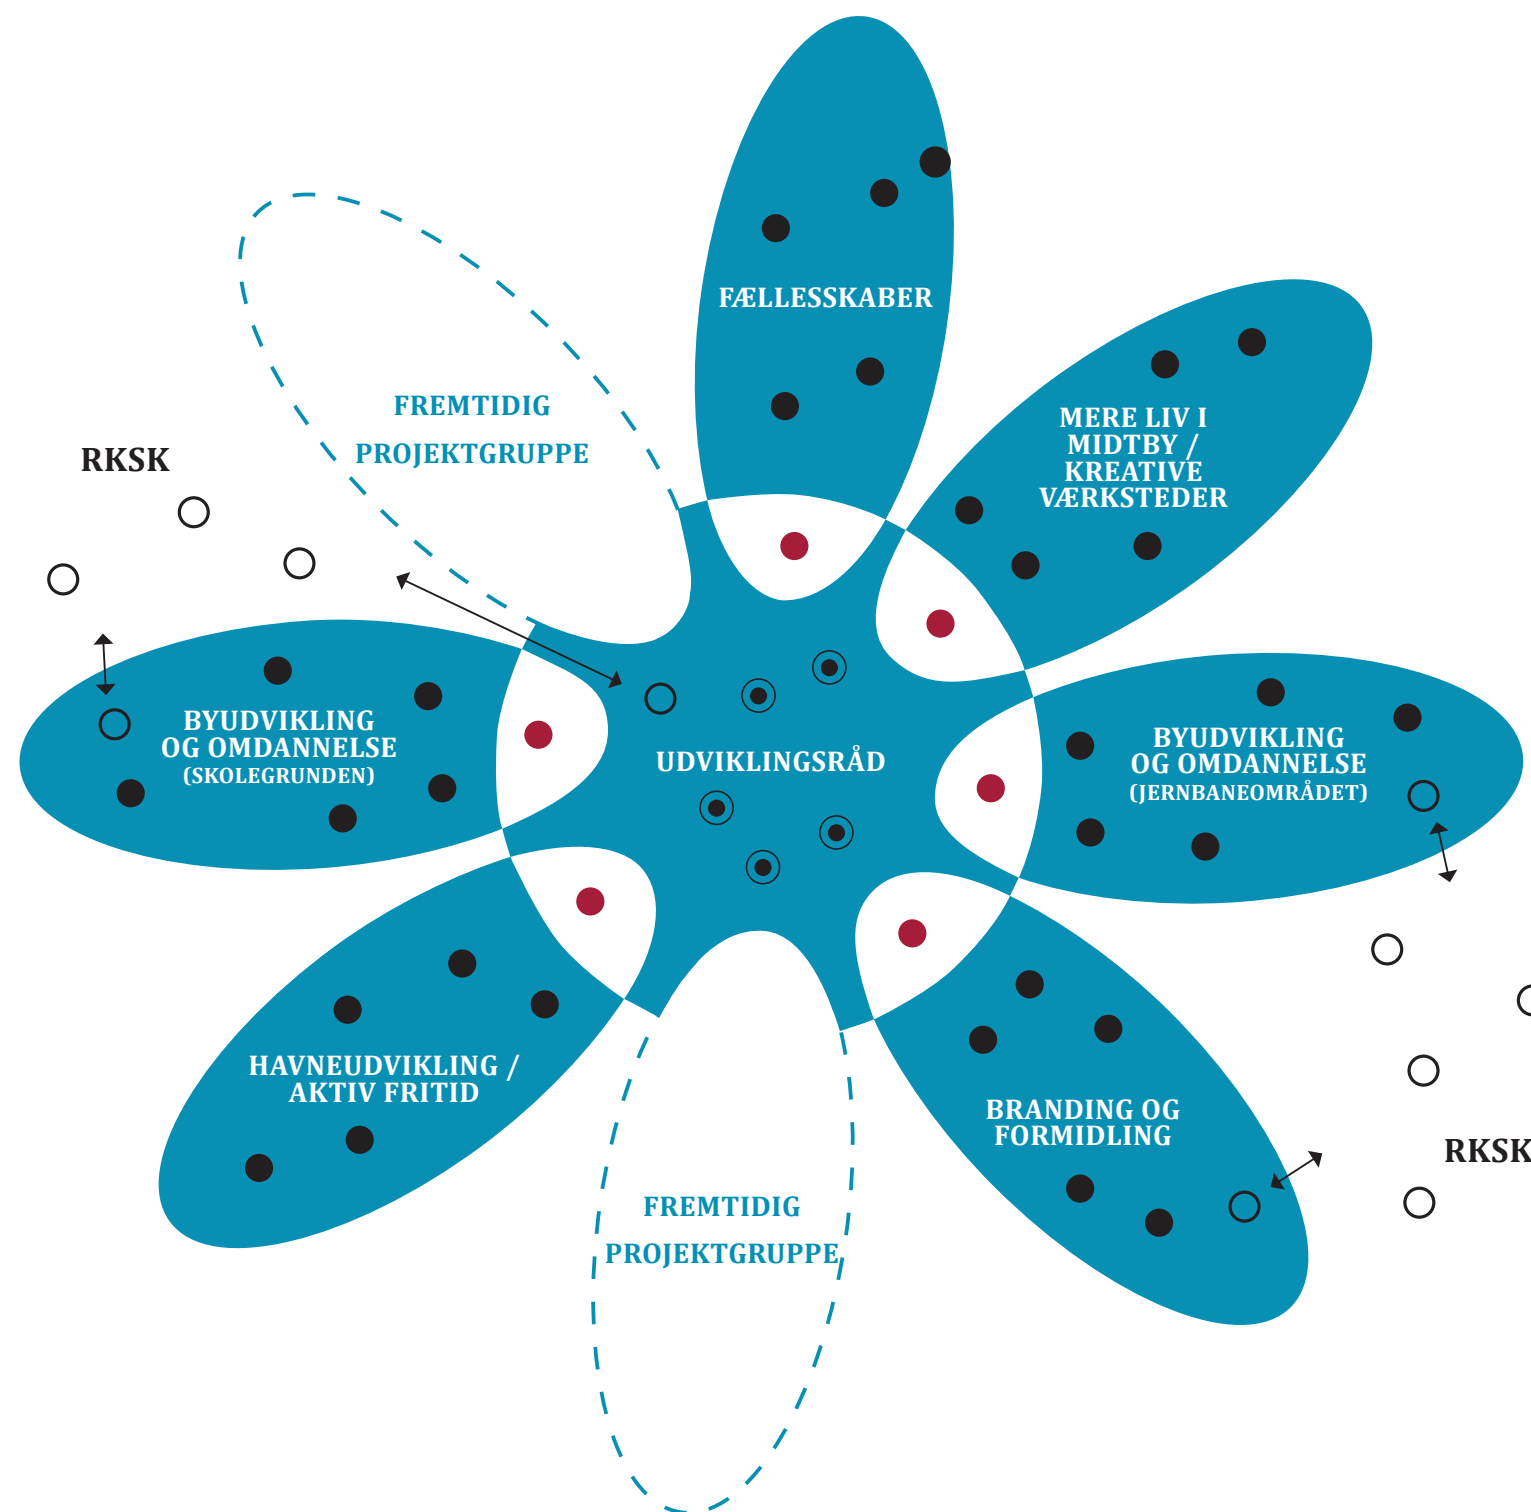 FÆLLESSKABER
FREMTIDIG
PROJEKTGRUPPE
MERE LIV I
MIDTBY /
KREATIVE
VÆRKSTEDER
RKSK
BYUDVIKLING
OG OMDANNELSE
(SKOLEGRUNDEN)
UDVIKLINGSRÅD
BYUDVIKLING
OG OMDANNELSE
(JERNBANEOMRÅDET)
HAVNEUDVIKLING /
AKTIV FRITID
BRANDING OG
FORMIDLING
RKSK
FREMTIDIG
PROJEKTGRUPPE